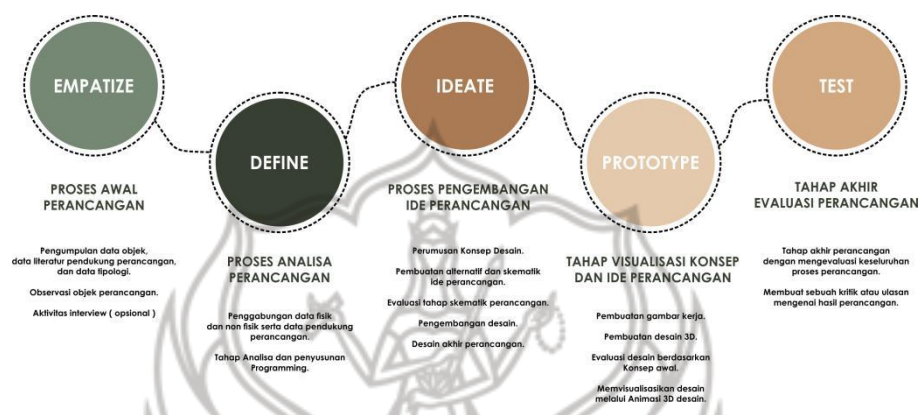 EMPATIZE
PROSES AWAL
PERANCANGAN
Pengumpulan data objek,
data literatur pendukung perancangan,
dan data tipologi.
Observasi objek perancangan.
Aktivitas interview ( opsional )
DEFINE
PROSES ANALISA
PERANCANGAN
Penggabungan data fisik
dan non fisik serta data pendukung
perancangan.
Tahap Analisa dan penyusunan
Programming.
IDEATE
PROSES PENGEMBANGAN
IDE PERANCANGAN
Perumusan Konsep Desain.
Pembuatan alternatif dan skematik
ide perancangan.
Evaluasi tahap skematik perancangan.
Pengembangan desain.
Desain akhir perancangan.
PROTOTYPE
TAHAP VISUALISASI KONSEP
DAN IDE PERANCANGAN
Pembuatan gambar kerja.
Pembuatan desain 3D.
Evaluasi desain berdasarkan
Konsep awal.
Memvisualisasikan desain
melalui Animasi 3D desain.
TEST
TAHAP AKHIR
EVALUASI PERANCANGAN
Tahap akhir perancangan
dengan mengevaluasi keseluruhan
proses perancangan.
Membuat sebuah kritik atau ulasan
mengenai hasil perancangan.